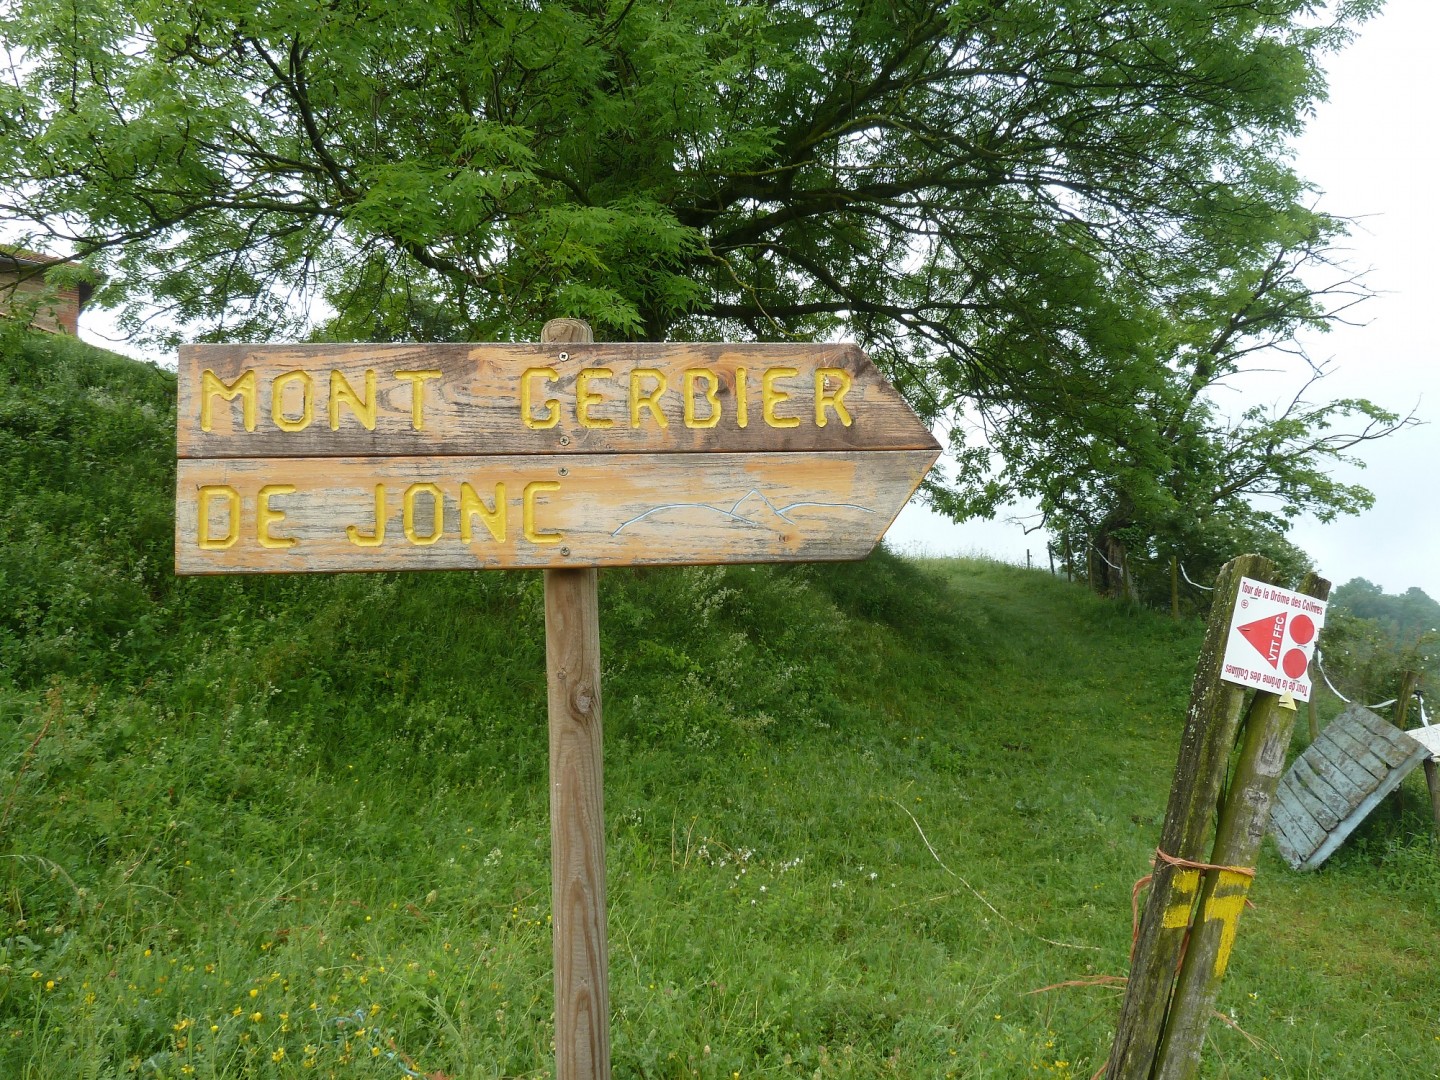 MONT GERBIER
DE JONC
Tour de la Drôme des Collines
VTT FFC
Tour de la Drôme des Collines